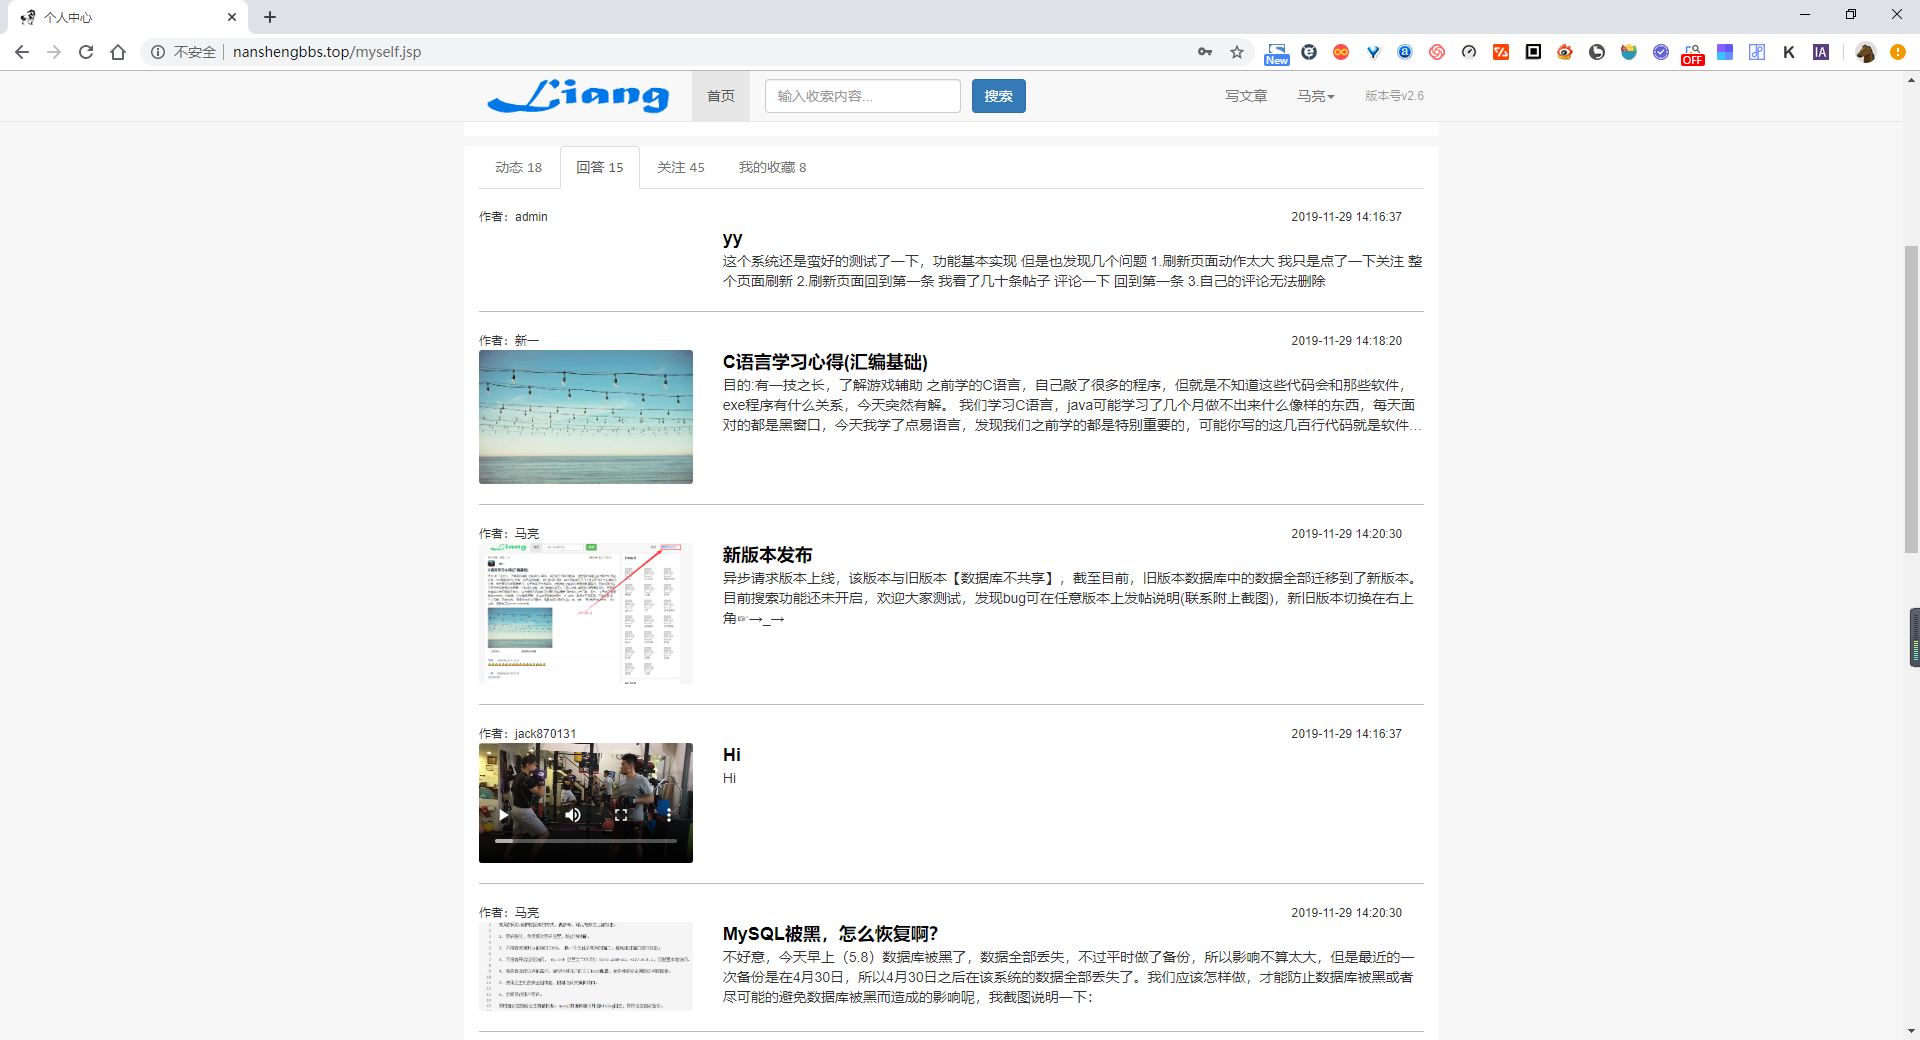 个人中心
不安全
nanshengbbs.top/myself.jsp
New
OFF
IA
Liang
首页
输入收索内容...
搜索
写文章
马亮
版本号v2.6
动态 18
回答 15
关注 45
我的收藏 8
作者：admin
2019-11-29 14:16:37
yy
这个系统还是蛮好的测试了一下，功能基本实现 但是也发现几个问题 1.刷新页面动作太大 我只是点了一下关注 整
个页面刷新 2.刷新页面回到第一条 我看了几十条帖子 评论一下 回到第一条 3.自己的评论无法删除
作者：新一
2019-11-29 14:18:20
C语言学习心得(汇编基础)
目的:有一技之长，了解游戏辅助 之前学的C语言，自己敲了很多的程序，但就是不知道这些代码会和那些软件，
exe程序有什么关系，今天突然有解。 我们学习C语言，java可能学习了几个月做不出来什么像样的东西，每天面
对的都是黑窗口，今天我学了点易语言，发现我们之前学的都是特别重要的，可能你写的这几百行代码就是软件...
作者：马亮
2019-11-29 14:20:30
新版本发布
异步请求版本上线，该版本与旧版本【数据库不共享】，截至目前，旧版本数据库中的数据全部迁移到了新版本。
目前搜索功能还未开启，欢迎大家测试，发现bug可在任意版本上发帖说明(联系附上截图)，新旧版本切换在右上
角☞→_→
作者：jack870131
2019-11-29 14:16:37
Hi
Hi
作者：马亮
2019-11-29 14:20:30
MySQL被黑，怎么恢复啊？
不好意，今天早上（5.8）数据库被黑了，数据全部丢失，不过平时做了备份，所以影响不算太大，但是最近的一
次备份是在4月30日，所以4月30日之后在该系统的数据全部丢失了。我们应该怎样做，才能防止数据库被黑或者
尽可能的避免数据库被黑而造成的影响呢，我截图说明一下：